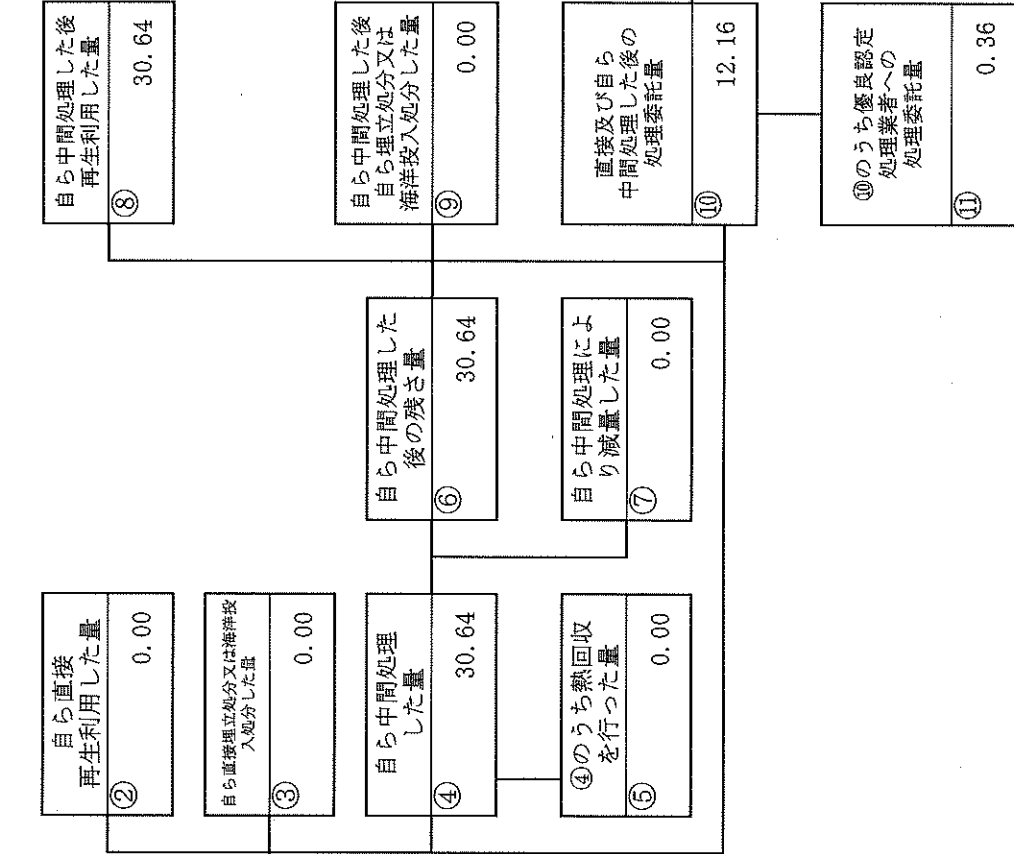 自ら直接
再生利用した量
②
0.00
自ら直接埋立処分又は海洋投
入処分した量
③
0.00
自ら中間処理
した量
④
30.64
④のうち熱回収
を行った量
⑤
0.00
自ら中間処理した
後の残さ量
⑥
30.64
自ら中間処理によ
り減量した量
⑦
0.00
自ら中間処理した後
再生利用した量
⑧
30.64
自ら中間処理した後
自ら埋立処分又は
海洋投入処分した量
⑨
0.00
直接及び自ら
中間処理した後の
処理委託量
⑩
12.16
⑩のうち優良認定
処理業者への
処理委託量
⑪
0.36